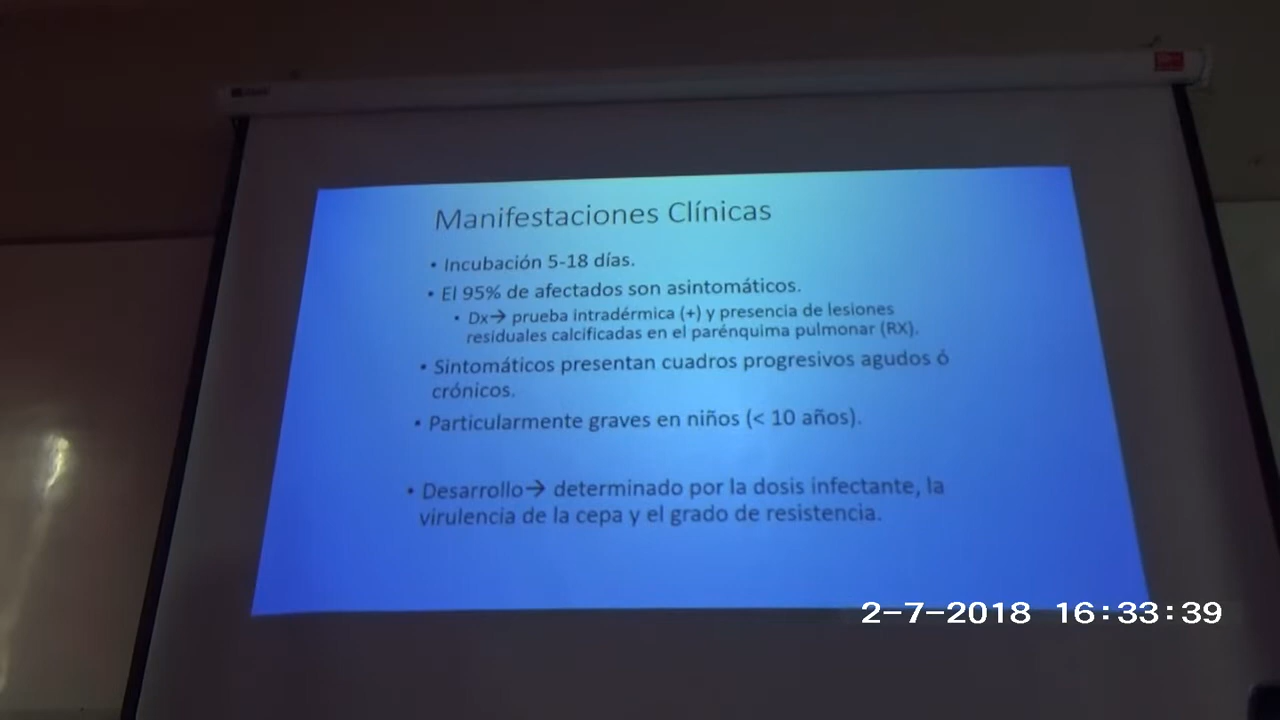 Manifestaciones Clínicas
• Incubación 5-18 días.
• El 95% de afectados son asintomáticos.
• Dx→ prueba intradérmica (+) y presencia de lesiones
residuales calcificadas en el parénquima pulmonar (RX).
• Sintomáticos presentan cuadros progresivos agudos ó
crónicos.
• Particularmente graves en niños (< 10 años).
• Desarrollo→ determinado por la dosis infectante, la
virulencia de la cepa y el grado de resistencia.
2-7-2018 16:33:39